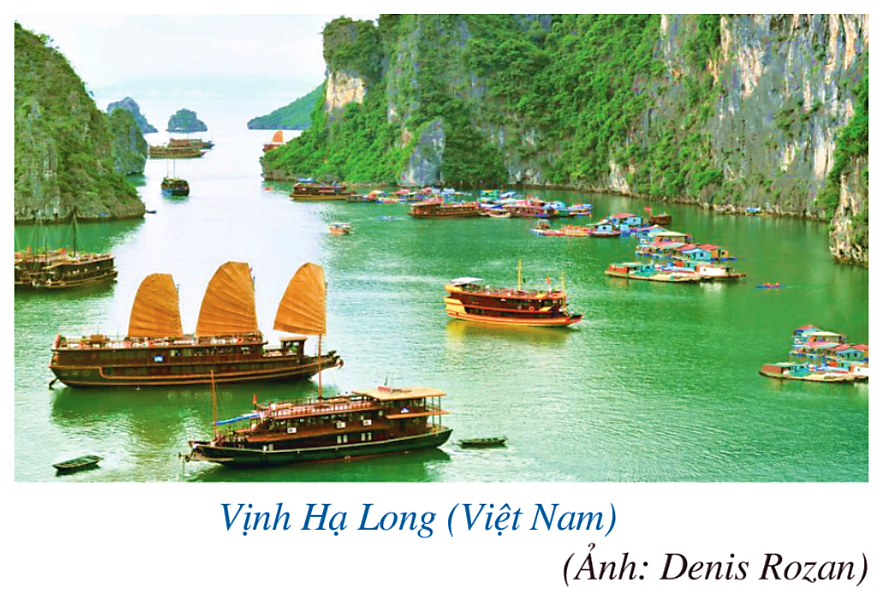 Vịnh Hạ Long (Việt Nam)
(Ảnh: Denis Rozan)